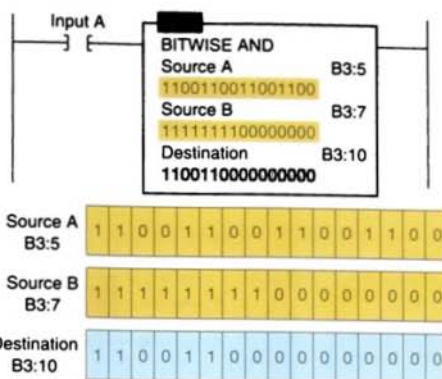 Input A
BITWISE AND
Source A B3:5
1100110011001100
Source B B3:7
1111111100000000
Destination B3:10
1100110000000000
Source A
B3:5
1 1 0 0 1 1 0 0 1 1 0 0 1 1 0 0
Source B
B3:7
1 1 1 1 1 1 1 1 0 0 0 0 0 0 0 0
Destination
B3:10
1 1 0 0 1 1 0 0 0 0 0 0 0 0 0 0